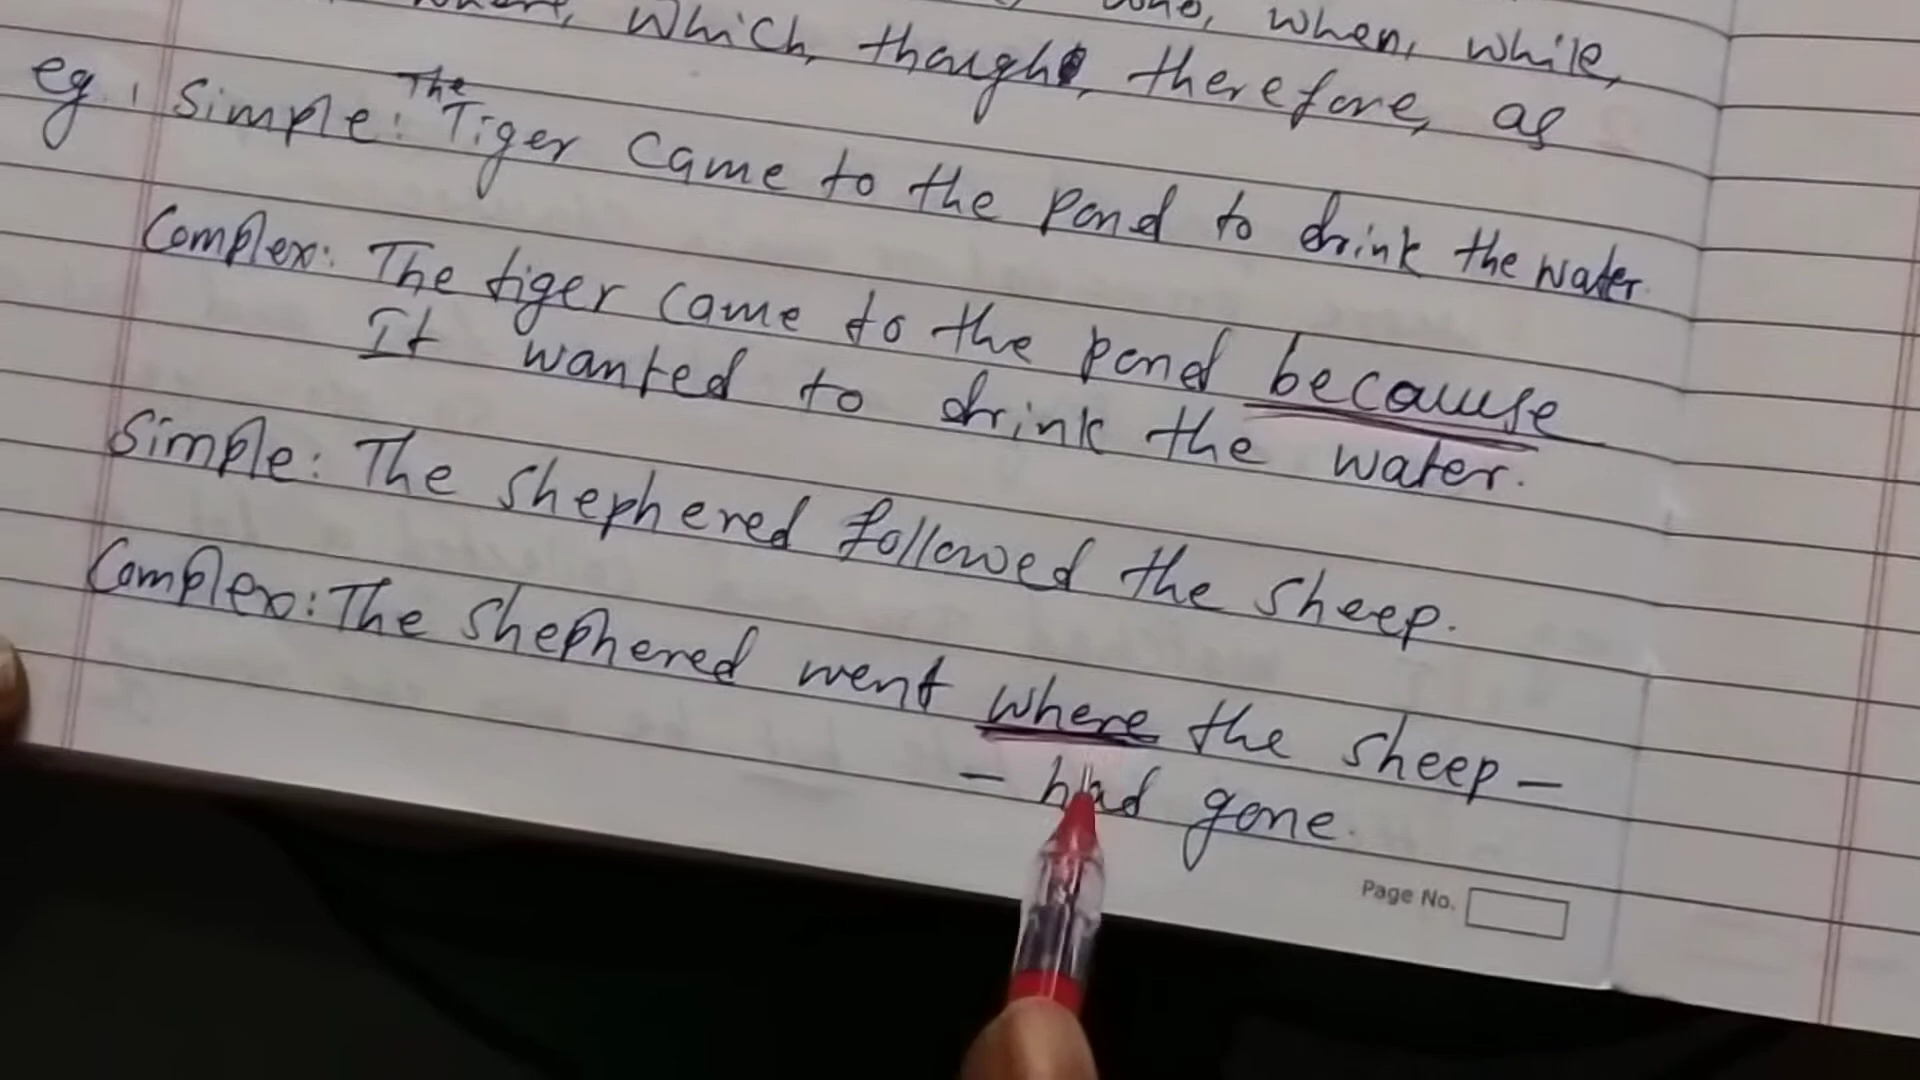 when, while,
which, though, therefore, as
eg. Simple: The Tiger came to the pond to drink the water.
Complex: The tiger came to the pond because
It wanted to drink the water.
Simple: The Shephered followed the sheep.
Complex: The Shephered went where the sheep –
– had gone.
Page No.